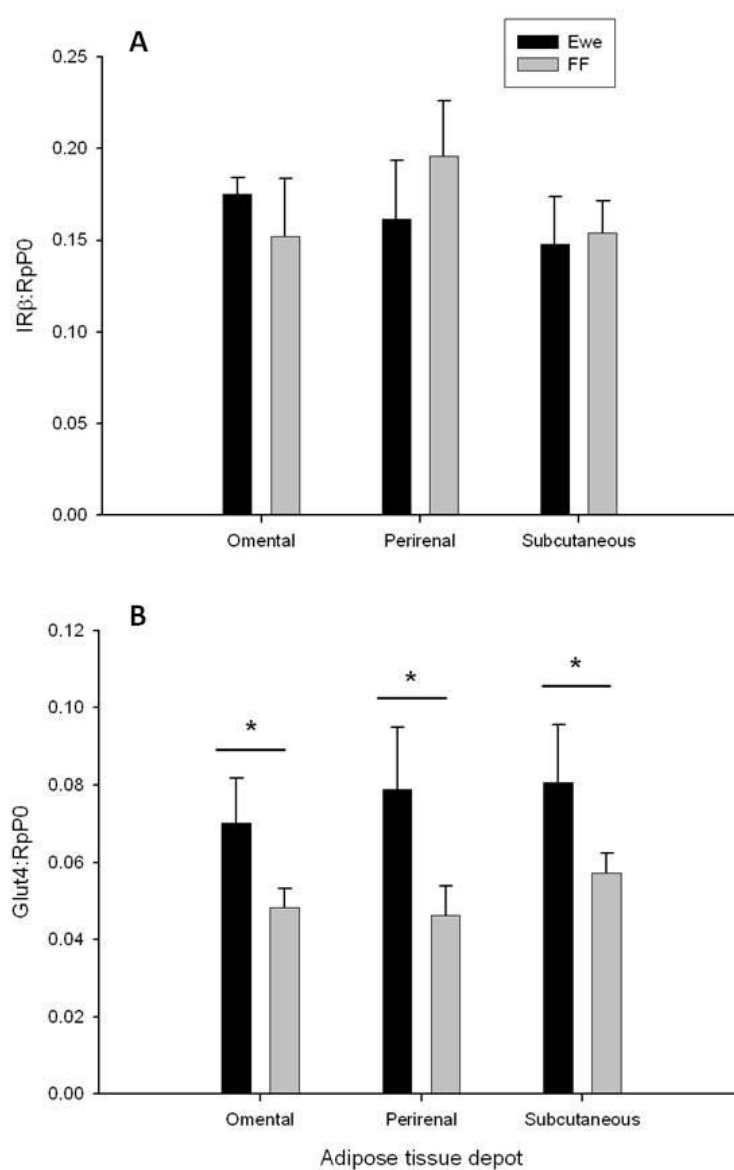 A
Ewe
FF
0.25
0.20
0.15
0.10
0.05
0.00
IRβ:RpP0
Omental Perirenal Subcutaneous
B
0.12
0.10
0.08
0.06
0.04
0.02
0.00
Glut4:RpP0
* * *
Omental Perirenal Subcutaneous
Adipose tissue depot